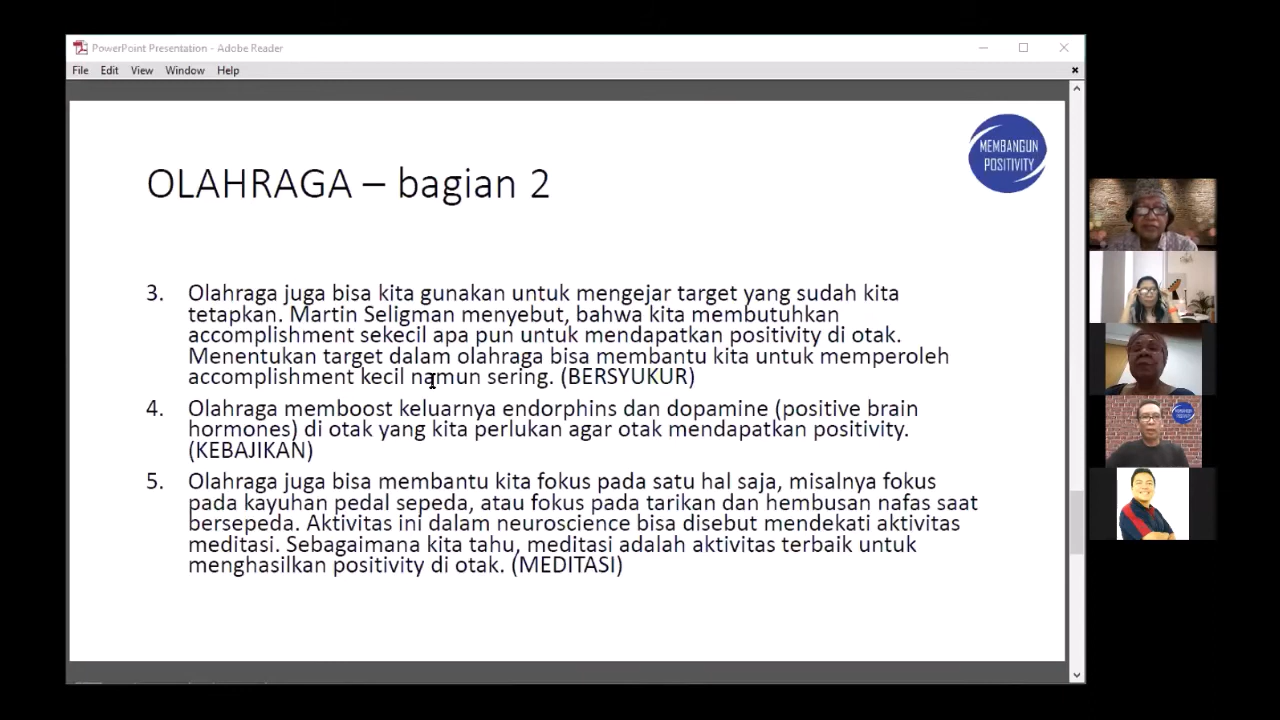 PowerPoint Presentation - Adobe Reader
File Edit View Window Help
MEMBANGUN
POSITIVITY
OLAHRAGA – bagian 2
3. Olahraga juga bisa kita gunakan untuk mengejar target yang sudah kita
tetapkan. Martin Seligman menyebut, bahwa kita membutuhkan
accomplishment sekecil apa pun untuk mendapatkan positivity di otak.
Menentukan target dalam olahraga bisa membantu kita untuk memperoleh
accomplishment kecil namun sering. (BERSYUKUR)
4. Olahraga memboost keluarnya endorphins dan dopamine (positive brain
hormones) di otak yang kita perlukan agar otak mendapatkan positivity.
(KEBAJIKAN)
5. Olahraga juga bisa membantu kita fokus pada satu hal saja, misalnya fokus
pada kayuhan pedal sepeda, atau fokus pada tarikan dan hembusan nafas saat
bersepeda. Aktivitas ini dalam neuroscience bisa disebut mendekati aktivitas
meditasi. Sebagaimana kita tahu, meditasi adalah aktivitas terbaik untuk
menghasilkan positivity di otak. (MEDITASI)